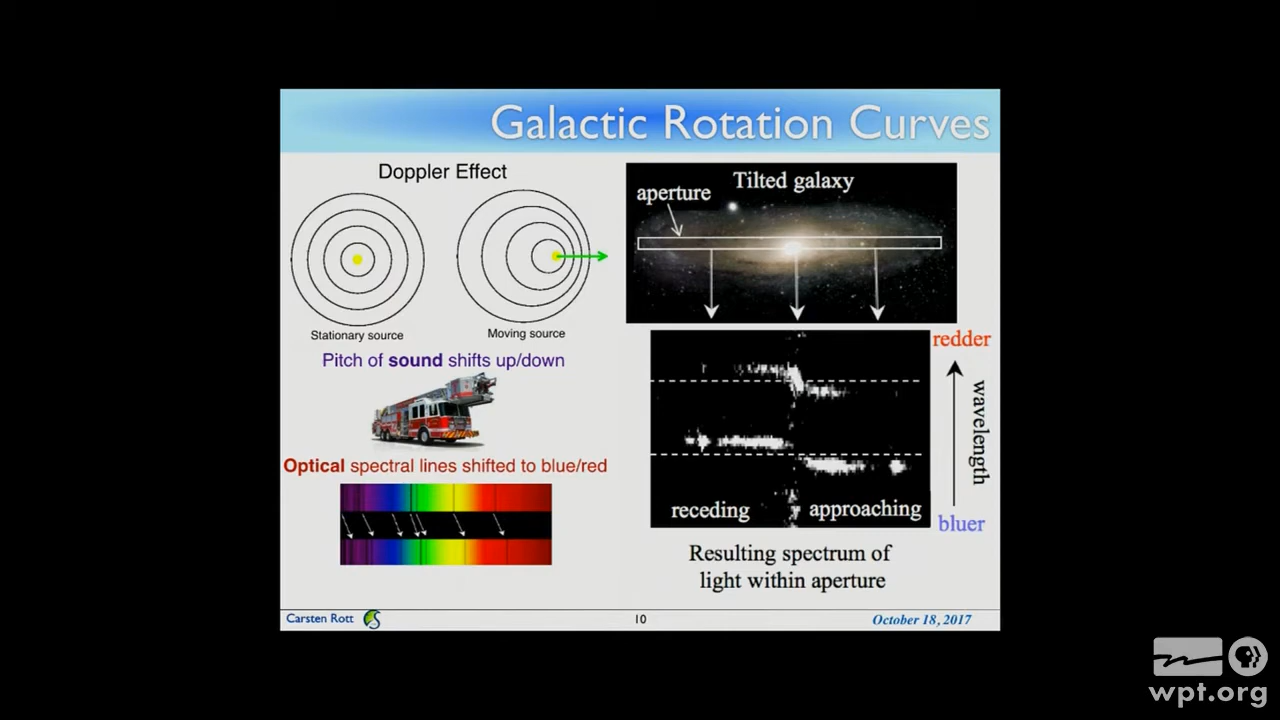 Galactic Rotation Curves
Doppler Effect
Stationary source
Moving source
Pitch of sound shifts up/down
Optical spectral lines shifted to blue/red
Tilted galaxy
aperture
redder
wavelength
bluer
receding
approaching
Resulting spectrum of
light within aperture
Carsten Rott
10
October 18, 2017
wpt.org